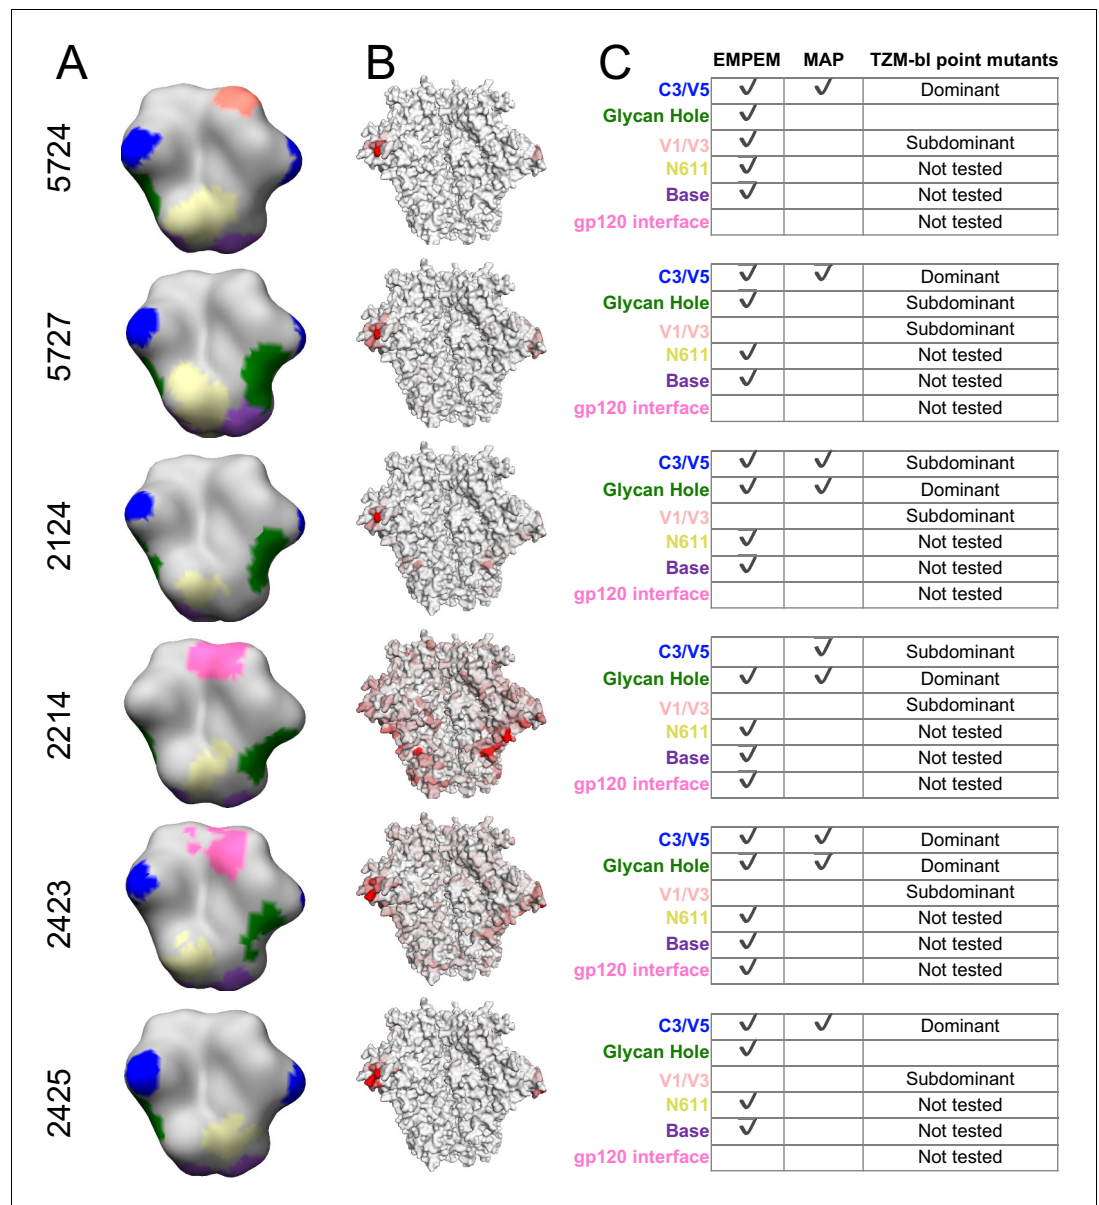 A B C
EMPEM MAP TZM-bl point mutants
5724
C3/V5 ✓ ✓ Dominant
Glycan Hole ✓
V1/V3 ✓ Subdominant
N611 ✓ Not tested
Base ✓ Not tested
gp120 interface Not tested
5727
C3/V5 ✓ ✓ Dominant
Glycan Hole ✓ Subdominant
V1/V3 Subdominant
N611 ✓ Not tested
Base ✓ Not tested
gp120 interface Not tested
2124
C3/V5 ✓ ✓ Subdominant
Glycan Hole ✓ ✓ Dominant
V1/V3 Subdominant
N611 ✓ Not tested
Base ✓ Not tested
gp120 interface Not tested
2214
C3/V5 ✓ Subdominant
Glycan Hole ✓ ✓ Dominant
V1/V3 Subdominant
N611 ✓ Not tested
Base ✓ Not tested
gp120 interface ✓ Not tested
2423
C3/V5 ✓ ✓ Dominant
Glycan Hole ✓ ✓ Dominant
V1/V3 Subdominant
N611 ✓ Not tested
Base ✓ Not tested
gp120 interface ✓ Not tested
2425
C3/V5 ✓ ✓ Dominant
Glycan Hole ✓
V1/V3 Subdominant
N611 ✓ Not tested
Base ✓ Not tested
gp120 interface Not tested